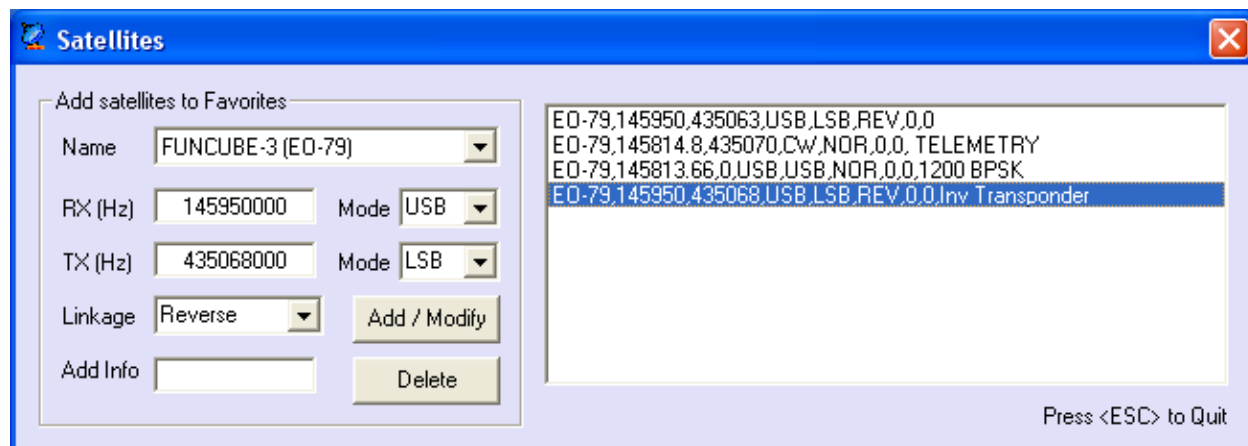 Satellites
Add satellites to Favorites
Name FUNCUBE-3 (EO-79)
RX (Hz) 145950000 Mode USB
TX (Hz) 435068000 Mode LSB
Linkage Reverse Add / Modify
Add Info Delete
EO-79,145950,435063,USB,LSB,REV,0,0
EO-79,145814.8,435070,CW,NOR,0,0, TELEMETRY
EO-79,145813.66,0,USB,USB,NOR,0,0,1200 BPSK
EO-79,145950,435068,USB,LSB,REV,0,0,Inv Transponder
Press <ESC> to Quit